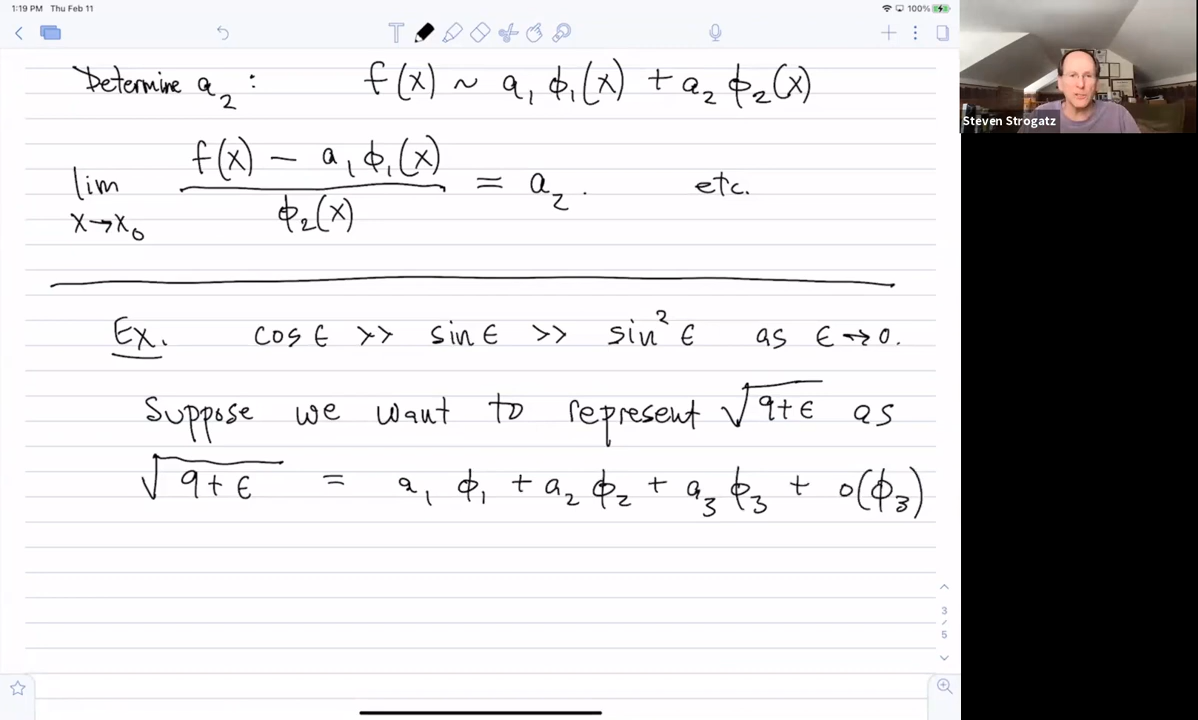 1:19 PM Thu Feb 11
100%
Determine a₂ : f(x) ~ a₁ ϕ₁(x) + a₂ ϕ₂(x)
lim x→x₀ (f(x) − a₁ϕ₁(x)) / ϕ₂(x) = a₂. etc.
Ex. cos ϵ >> sin ϵ >> sin² ϵ as ϵ → 0.
Suppose we want to represent √(9+ϵ) as
√(9+ϵ) = a₁ ϕ₁ + a₂ ϕ₂ + a₃ ϕ₃ + o(ϕ₃)
3
/
5
Steven Strogatz